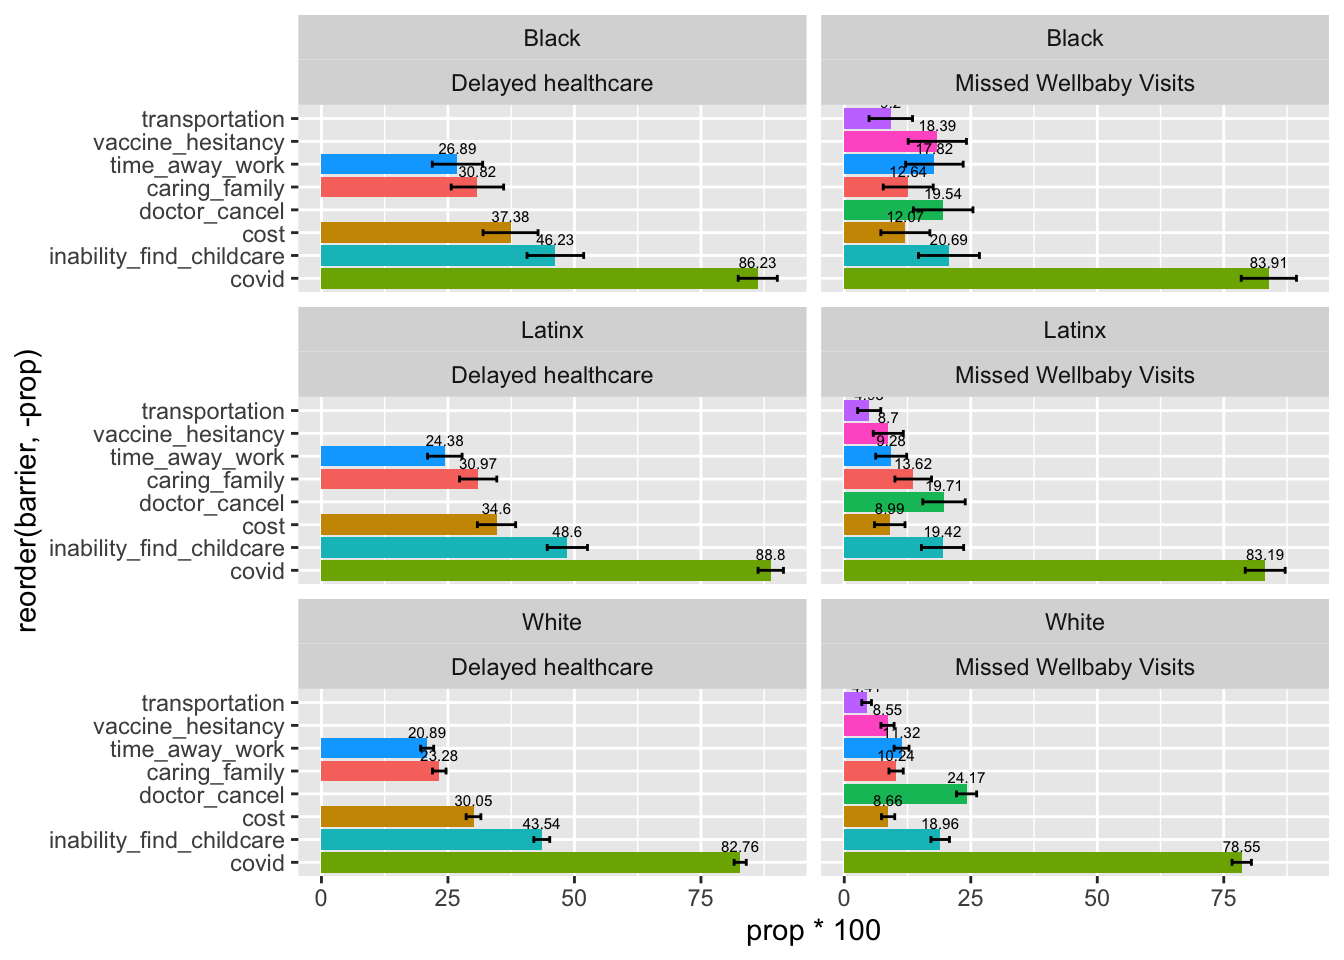 Black
Black
Delayed healthcare
Missed Wellbaby Visits
transportation
vaccine_hesitancy
time_away_work
caring_family
doctor_cancel
cost
inability_find_childcare
covid
26.89
30.82
37.38
46.23
86.23
18.39
17.82
12.64
19.54
12.07
20.69
83.91
Latinx
Latinx
Delayed healthcare
Missed Wellbaby Visits
transportation
vaccine_hesitancy
time_away_work
caring_family
doctor_cancel
cost
inability_find_childcare
covid
24.38
30.97
34.6
48.6
88.8
8.7
9.28
13.62
19.71
8.99
19.42
83.19
White
White
Delayed healthcare
Missed Wellbaby Visits
transportation
vaccine_hesitancy
time_away_work
caring_family
doctor_cancel
cost
inability_find_childcare
covid
20.89
23.28
30.05
43.54
82.76
8.55
11.32
10.24
24.17
8.66
18.96
78.55
0 25 50 75
0 25 50 75
prop * 100
reorder(barrier, -prop)